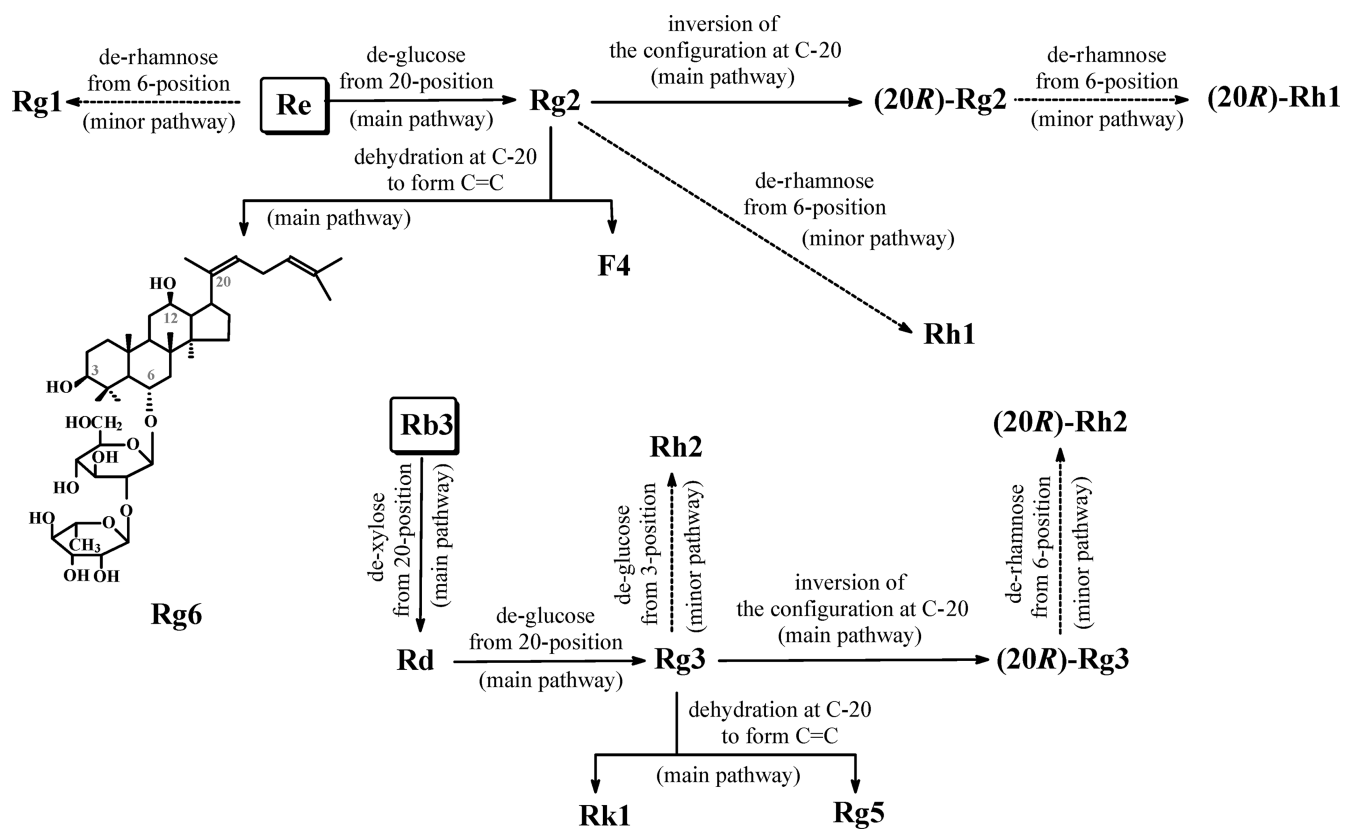 inversion of
the configuration at C-20
(main pathway)
de-rhamnose
from 6-position
(minor pathway)
de-glucose
from 20-position
(main pathway)
de-rhamnose
from 6-position
(minor pathway)
Rg1
Re
Rg2
(20R)-Rg2
(20R)-Rh1
dehydration at C-20
to form C=C
(main pathway)
de-rhamnose
from 6-position
(minor pathway)
F4
Rh1
20
HO
12
3
6
HO
O
HOCH2
O
OH
HO
O
HO
O
CH3
OH
OH
Rg6
Rb3
de-xylose
from 20-position
(main pathway)
Rd
de-glucose
from 20-position
(main pathway)
Rh2
de-glucose
from 3-position
(minor pathway)
Rg3
inversion of
the configuration at C-20
(main pathway)
(20R)-Rh2
de-rhamnose
from 6-position
(minor pathway)
(20R)-Rg3
dehydration at C-20
to form C=C
(main pathway)
Rk1
Rg5